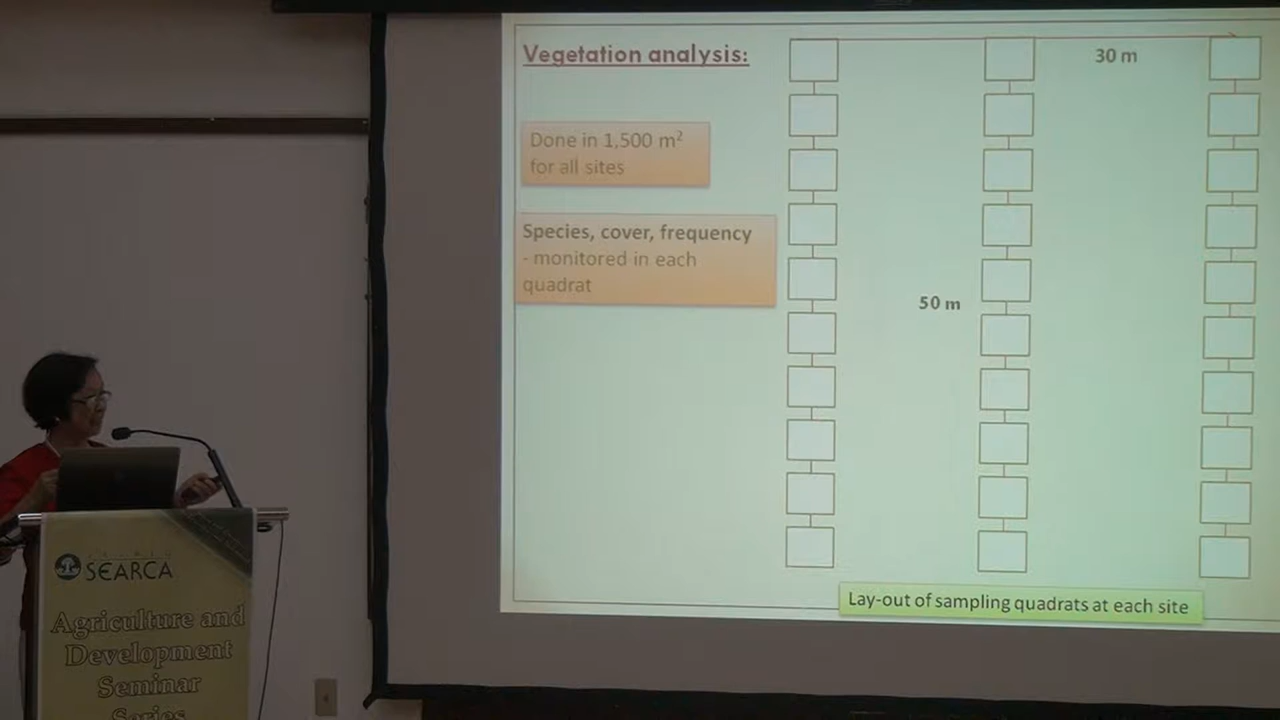 Vegetation analysis:
30 m
Done in 1,500 m²
for all sites
Species, cover, frequency
- monitored in each
quadrat
50 m
Lay-out of sampling quadrats at each site
SEARCA
Agriculture and
Development
Seminar
Series